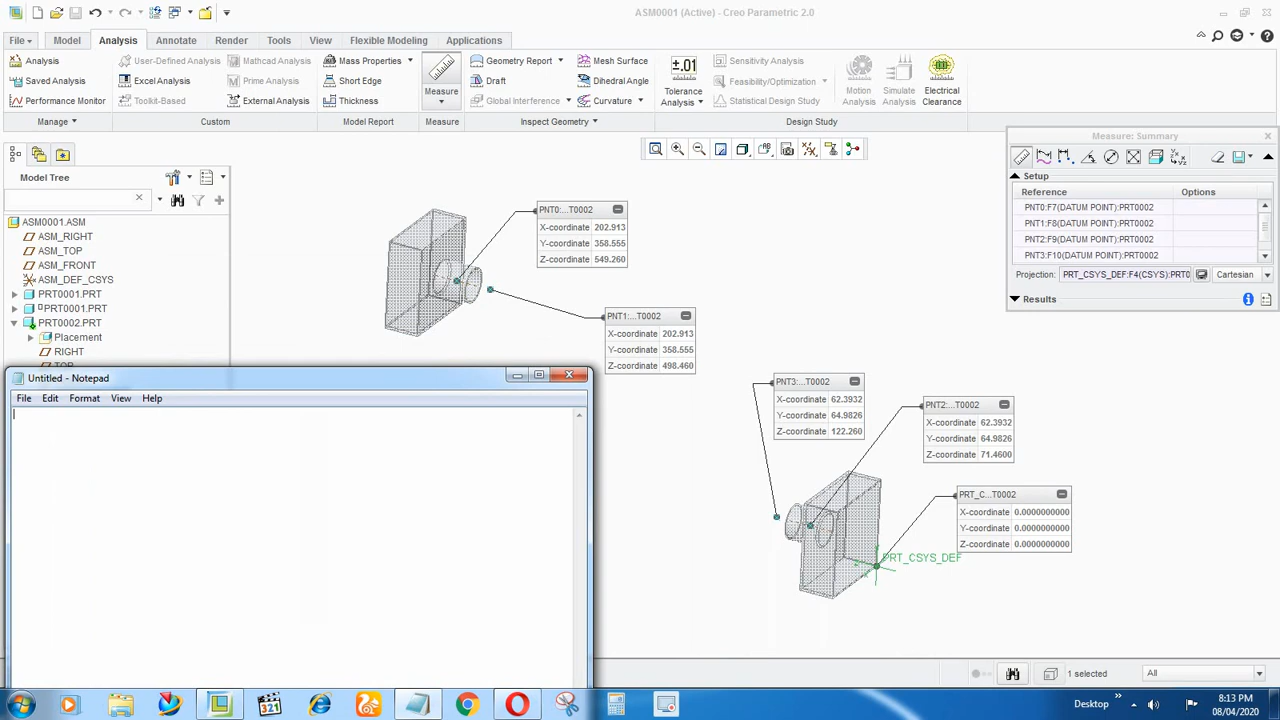 ASM0001 (Active) - Creo Parametric 2.0
File Model Analysis Annotate Render Tools View Flexible Modeling Applications
Analysis
Saved Analysis
Performance Monitor
Manage
User-Defined Analysis
Excel Analysis
Toolkit-Based
Mathcad Analysis
Prime Analysis
External Analysis
Custom
Mass Properties
Short Edge
Thickness
Model Report
Measure
Measure
Geometry Report
Draft
Global Interference
Mesh Surface
Dihedral Angle
Curvature
Inspect Geometry
±.01
Tolerance
Analysis
Sensitivity Analysis
Feasibility/Optimization
Statistical Design Study
Motion
Analysis
Simulate
Analysis
Electrical
Clearance
Design Study
Model Tree
ASM0001.ASM
ASM_RIGHT
ASM_TOP
ASM_FRONT
ASM_DEF_CSYS
PRT0001.PRT
PRT0001.PRT
PRT0002.PRT
Placement
RIGHT
TOP
PNT0:...T0002
X-coordinate 202.913
Y-coordinate 358.555
Z-coordinate 549.260
PNT1:...T0002
X-coordinate 202.913
Y-coordinate 358.555
Z-coordinate 498.460
PNT3:...T0002
X-coordinate 62.3932
Y-coordinate 64.9826
Z-coordinate 122.260
PNT2:...T0002
X-coordinate 62.3932
Y-coordinate 64.9826
Z-coordinate 71.4600
PRT_C...T0002
X-coordinate 0.0000000000
Y-coordinate 0.0000000000
Z-coordinate 0.0000000000
PRT_CSYS_DEF
Measure: Summary
Setup
Reference Options
PNT0:F7(DATUM POINT):PRT0002
PNT1:F8(DATUM POINT):PRT0002
PNT2:F9(DATUM POINT):PRT0002
PNT3:F10(DATUM POINT):PRT0002
Projection: PRT_CSYS_DEF:F4(CSYS):PRT0 Cartesian
Results
Untitled - Notepad
File Edit Format View Help
1 selected
All
321
Desktop
8:13 PM
08/04/2020